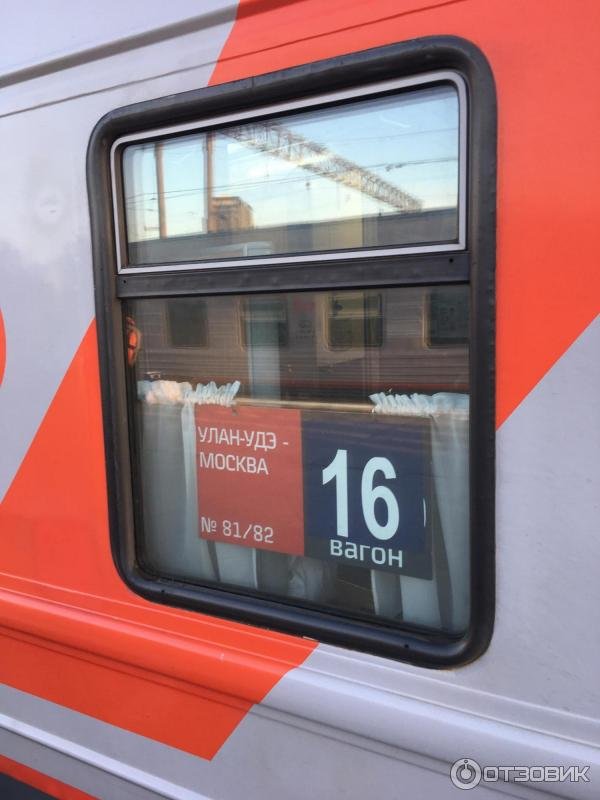 УЛАН-УДЭ -
МОСКВА
№ 81/82
16
вагон
ОТЗОВИК